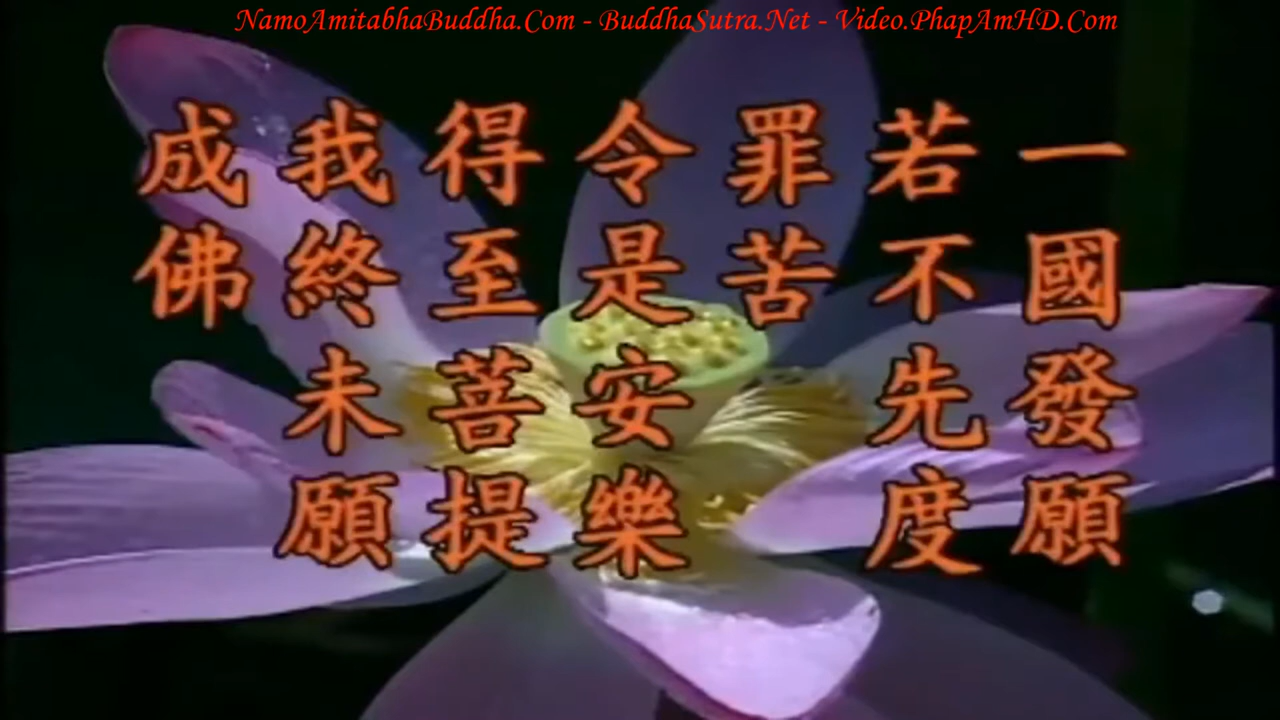 NamoAmitabhaBuddha.Com - BuddhaSutra.Net - Video.PhapAmHD.Com
一國發願
若不先度
罪苦
令是安樂
得至菩提
我終未願
成佛